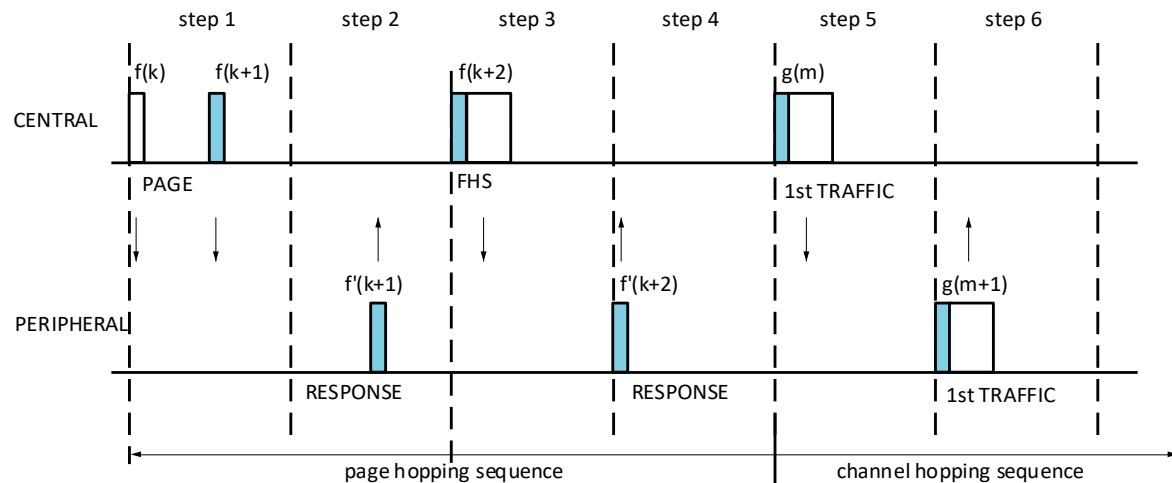 step 1 step 2 step 3 step 4 step 5 step 6
f(k) f(k+1) f(k+2) g(m)
CENTRAL
PAGE FHS 1st TRAFFIC
f'(k+1) f'(k+2) g(m+1)
PERIPHERAL
RESPONSE RESPONSE 1st TRAFFIC
page hopping sequence channel hopping sequence